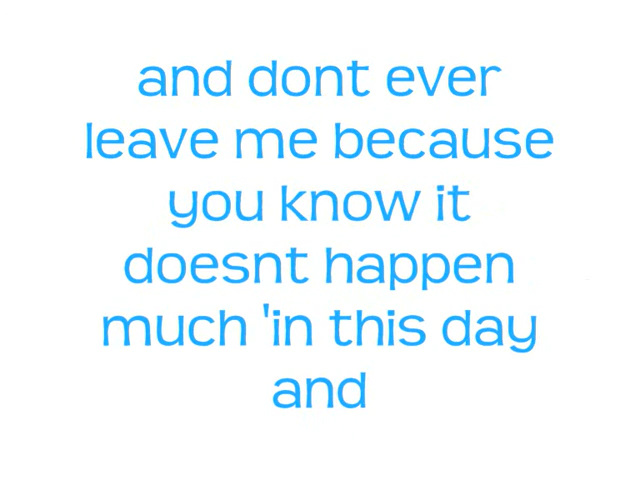 and dont ever
leave me because
you know it
doesnt happen
much 'in this day
and